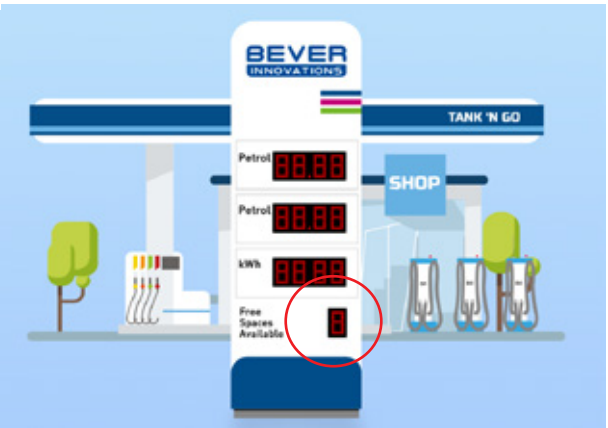 BEVER
INNOVATIONS
TANK 'N GO
Petrol 88.88
SHOP
Petrol 88.88
kWh 88.88
Free
Spaces
Available 8